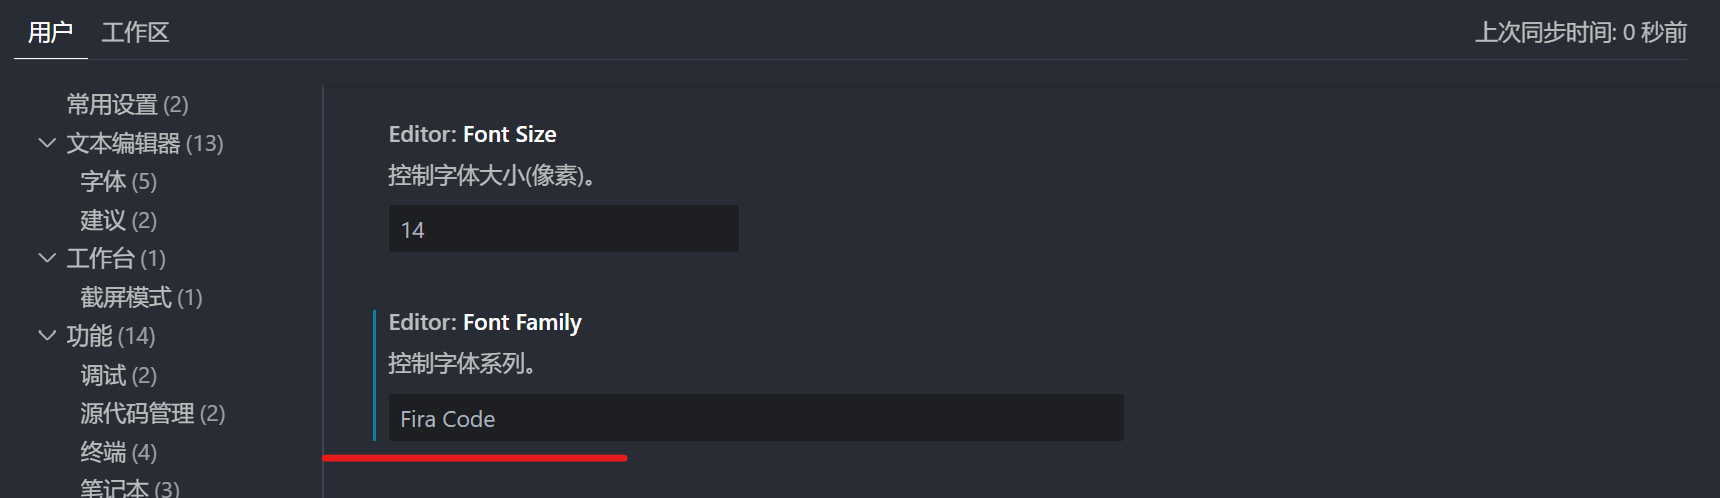 用户 工作区 上次同步时间: 0 秒前
常用设置 (2)
文本编辑器 (13)
字体 (5)
建议 (2)
工作台 (1)
截屏模式 (1)
功能 (14)
调试 (2)
源代码管理 (2)
终端 (4)
笔记本 (3)
Editor: Font Size
控制字体大小(像素)。
14
Editor: Font Family
控制字体系列。
Fira Code